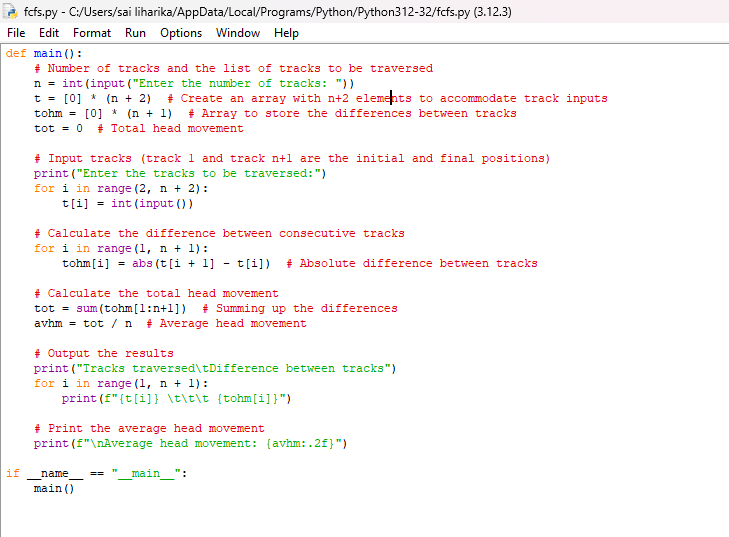 fcfs.py - C:/Users/sai liharika/AppData/Local/Programs/Python/Python312-32/fcfs.py (3.12.3)
File Edit Format Run Options Window Help
def main():
    # Number of tracks and the list of tracks to be traversed
    n = int(input("Enter the number of tracks: "))
    t = [0] * (n + 2)  # Create an array with n+2 elements to accommodate track inputs
    tohm = [0] * (n + 1)  # Array to store the differences between tracks
    tot = 0  # Total head movement

    # Input tracks (track 1 and track n+1 are the initial and final positions)
    print("Enter the tracks to be traversed:")
    for i in range(2, n + 2):
        t[i] = int(input())

    # Calculate the difference between consecutive tracks
    for i in range(1, n + 1):
        tohm[i] = abs(t[i + 1] - t[i])  # Absolute difference between tracks

    # Calculate the total head movement
    tot = sum(tohm[1:n+1])  # Summing up the differences
    avhm = tot / n  # Average head movement

    # Output the results
    print("Tracks traversed\tDifference between tracks")
    for i in range(1, n + 1):
        print(f"{t[i]} \t\t\t {tohm[i]}")

    # Print the average head movement
    print(f"\nAverage head movement: {avhm:.2f}")

if __name__ == "__main__":
    main()